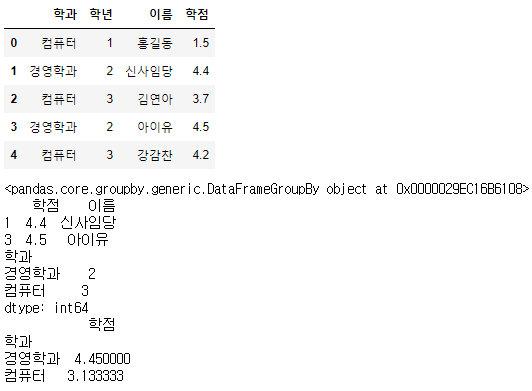 학과 학년 이름 학점
0 컴퓨터 1 홍길동 1.5
1 경영학과 2 신사임당 4.4
2 컴퓨터 3 김연아 3.7
3 경영학과 2 아이유 4.5
4 컴퓨터 3 강감찬 4.2
<pandas.core.groupby.generic.DataFrameGroupBy object at 0x0000029EC16B6108>
학점 이름
1 4.4 신사임당
3 4.5 아이유
학과
경영학과 2
컴퓨터 3
dtype: int64
학점
학과
경영학과 4.450000
컴퓨터 3.133333